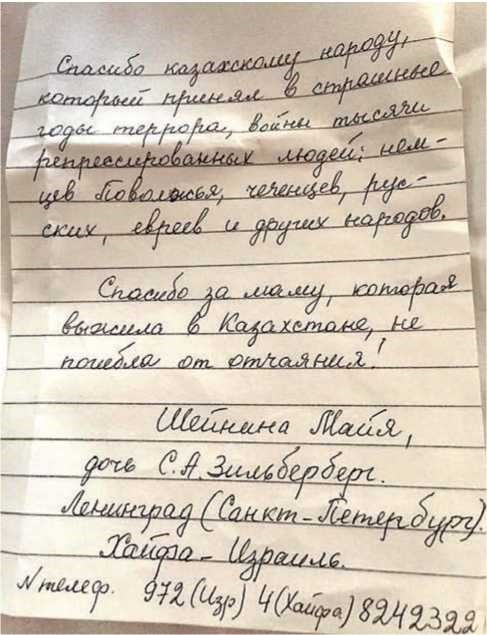 Спасибо казахскому народу,
который принял в страшные
годы террора, войны тысячи
репрессированных людей: нем-
цев Поволжья, чеченцев, рус-
ских, евреев и других народов.
Спасибо за маму, которая
выжила в Казахстане, не
погибла от отчаяния!
Шейнина Майя,
дочь С.А.Зильберберг.
Ленинград (Санкт-Петербург).
Хайфа - Израиль.
N телеф. 972 (Изр) 4 (Хайфа) 8242322